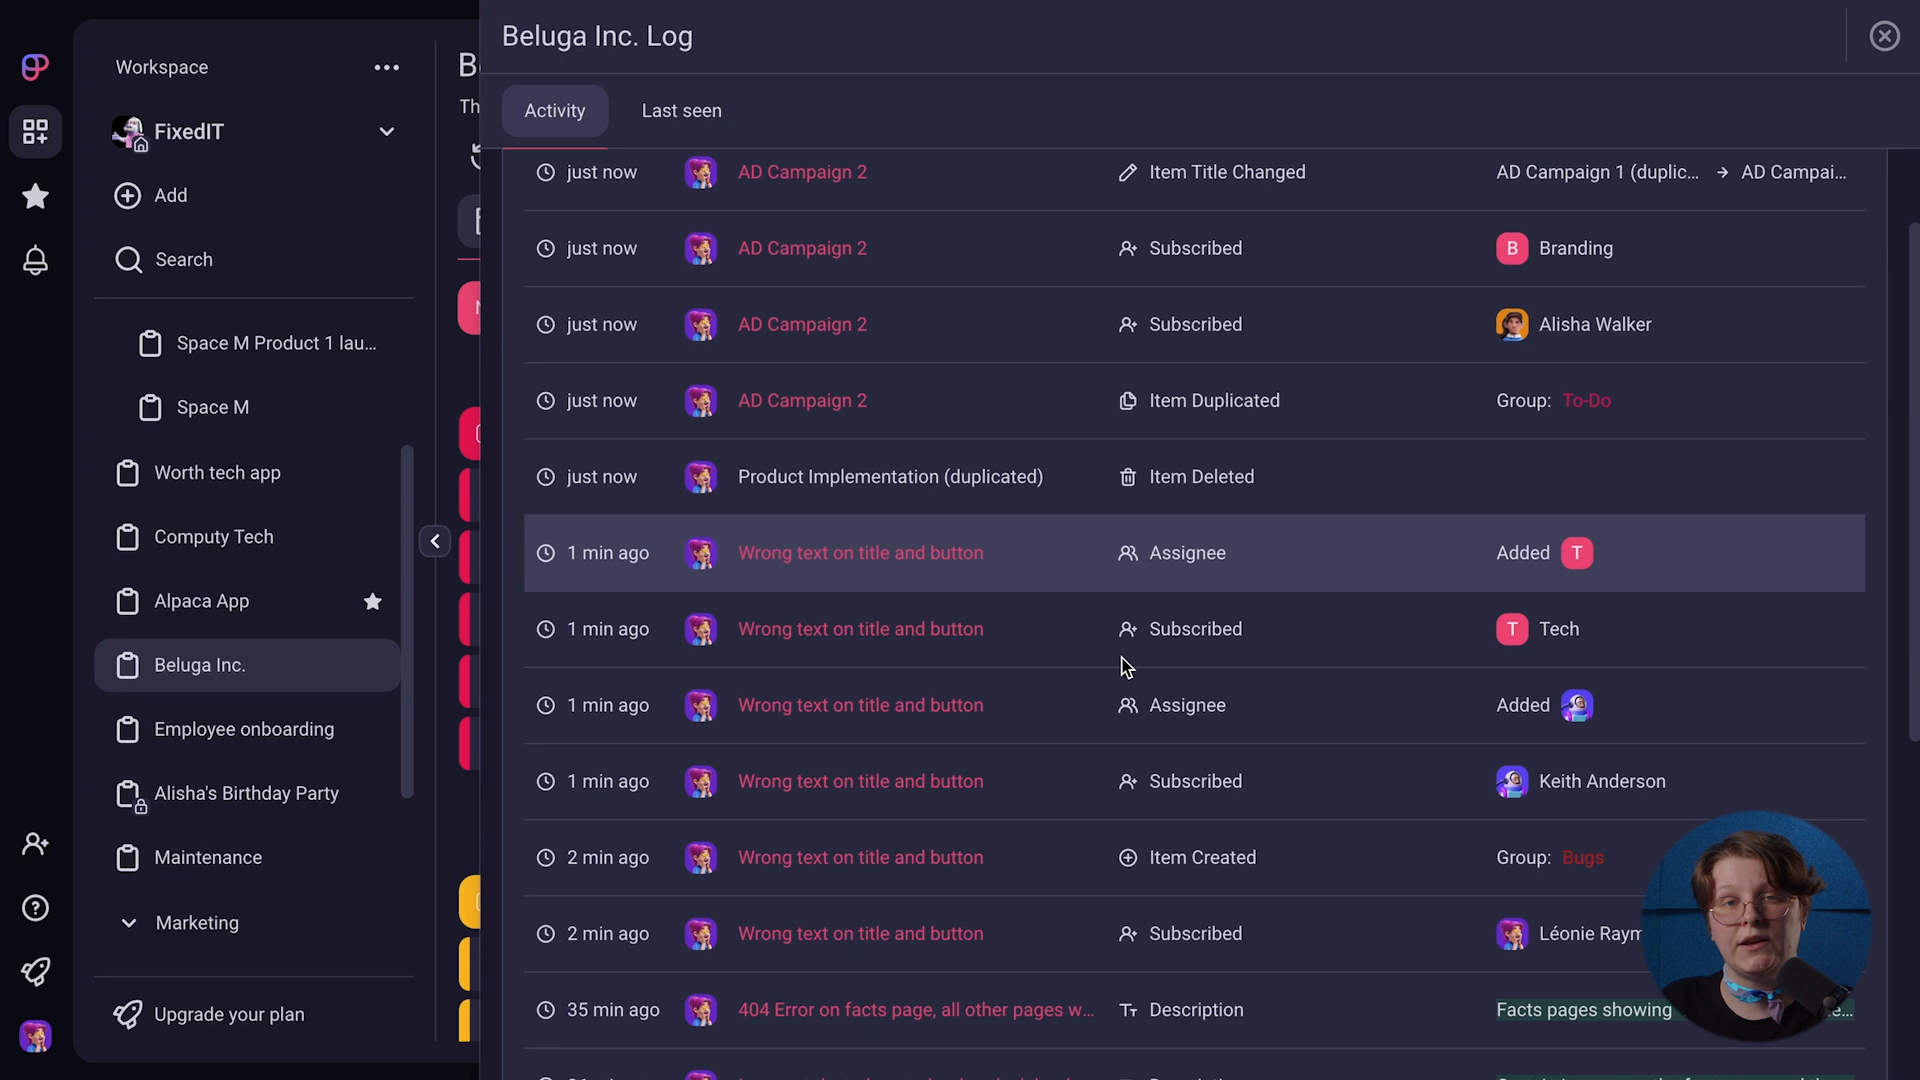 Beluga Inc. Log
Activity
Last seen
Workspace
FixedIT
Add
Search
Space M Product 1 lau...
Space M
Worth tech app
Computy Tech
Alpaca App
Beluga Inc.
Employee onboarding
Alisha's Birthday Party
Maintenance
Marketing
Upgrade your plan
Th
just now AD Campaign 2 Item Title Changed AD Campaign 1 (duplic... → AD Campai...
just now AD Campaign 2 Subscribed B Branding
just now AD Campaign 2 Subscribed Alisha Walker
just now AD Campaign 2 Item Duplicated Group: To-Do
just now Product Implementation (duplicated) Item Deleted
1 min ago Wrong text on title and button Assignee Added T
1 min ago Wrong text on title and button Subscribed T Tech
1 min ago Wrong text on title and button Assignee Added
1 min ago Wrong text on title and button Subscribed Keith Anderson
2 min ago Wrong text on title and button Item Created Group: Bugs
2 min ago Wrong text on title and button Subscribed Léonie Raym
35 min ago 404 Error on facts page, all other pages w... Tт Description Facts pages showing